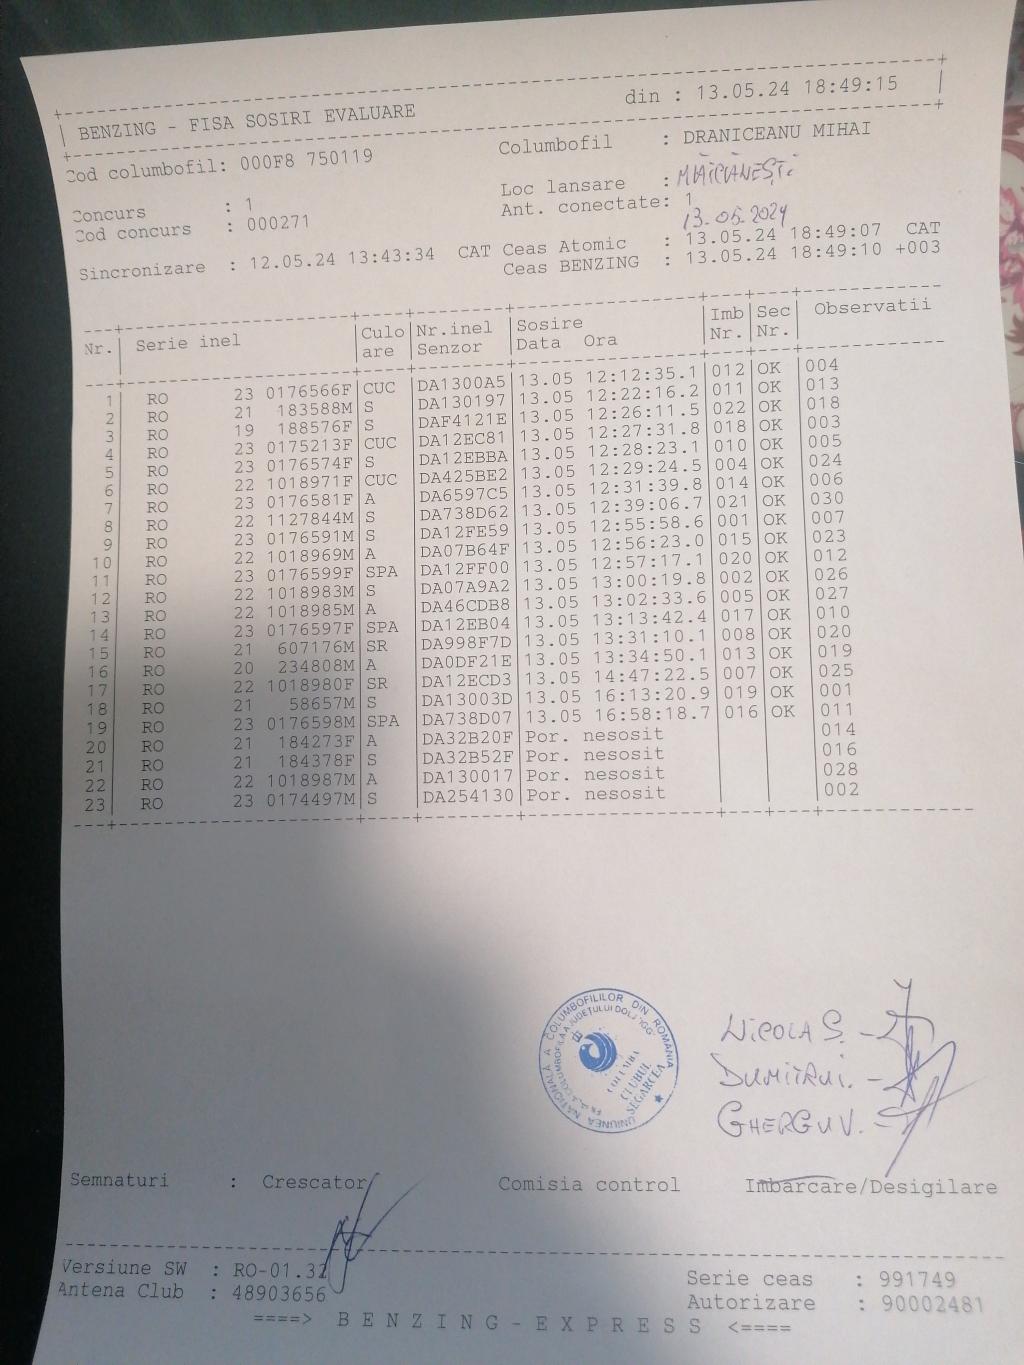 BENZING - FISA SOSIRI EVALUARE din : 13.05.24 18:49:15
Cod columbofil: 000F8 750119 Columbofil : DRANICEANU MIHAI
Loc lansare : MĂICĂNEȘTI
Concurs : 1 Ant. conectate: 1
Cod concurs : 000271 13.05.2024
Sincronizare : 12.05.24 13:43:34 CAT Ceas Atomic : 13.05.24 18:49:07 CAT
Ceas BENZING : 13.05.24 18:49:10 +003
Nr. Serie inel Culo Nr.inel Sosire Imb Sec Observatii
are Senzor Data Ora Nr. Nr.
1 RO 23 0176566F CUC DA1300A5 13.05 12:12:35.1 012 OK 004
2 RO 21 183588M S DA130197 13.05 12:22:16.2 011 OK 013
3 RO 19 188576F S DAF4121E 13.05 12:26:11.5 022 OK 018
4 RO 23 0175213F CUC DA12EC81 13.05 12:27:31.8 018 OK 003
5 RO 23 0176574F S DA12EBBA 13.05 12:28:23.1 010 OK 005
6 RO 22 1018971F CUC DA425BE2 13.05 12:29:24.5 004 OK 024
7 RO 23 0176581F A DA6597C5 13.05 12:31:39.8 014 OK 006
8 RO 22 1127844M S DA738D62 13.05 12:39:06.7 021 OK 030
9 RO 23 0176591M S DA12FE59 13.05 12:55:58.6 001 OK 007
10 RO 22 1018969M A DA07B64F 13.05 12:56:23.0 015 OK 023
11 RO 23 0176599F SPA DA12FF00 13.05 12:57:17.1 020 OK 012
12 RO 22 1018983M S DA07A9A2 13.05 13:00:19.8 002 OK 026
13 RO 22 1018985M A DA46CDB8 13.05 13:02:33.6 005 OK 027
14 RO 23 0176597F SPA DA12EB04 13.05 13:13:42.4 017 OK 010
15 RO 21 607176M SR DA998F7D 13.05 13:31:10.1 008 OK 020
16 RO 20 234808M A DA0DF21E 13.05 13:34:50.1 013 OK 019
17 RO 22 1018980F SR DA12ECD3 13.05 14:47:22.5 007 OK 025
18 RO 21 58657M S DA13003D 13.05 16:13:20.9 019 OK 001
19 RO 23 0176598M SPA DA738D07 13.05 16:58:18.7 016 OK 011
20 RO 21 184273F A DA32B20F Por. nesosit 014
21 RO 21 184378F S DA32B52F Por. nesosit 016
22 RO 22 1018987M A DA130017 Por. nesosit 028
23 RO 23 0174497M S DA254130 Por. nesosit 002
UNIUNEA NAȚIONALĂ A COLUMBOFILILOR DIN ROMANIA
COLUMBOFILA A JUDEȚULUI DOLJ
COLUMBA
CLUBUL
SEGARCEA
NICOLA S.
DUMITRU I.
GHERGU V.
Semnaturi : Crescator Comisia control Imbarcare/Desigilare
Versiune SW : RO-01.32 Serie ceas : 991749
Antena Club : 48903656 Autorizare : 90002481
====> B E N Z I N G - E X P R E S S <====